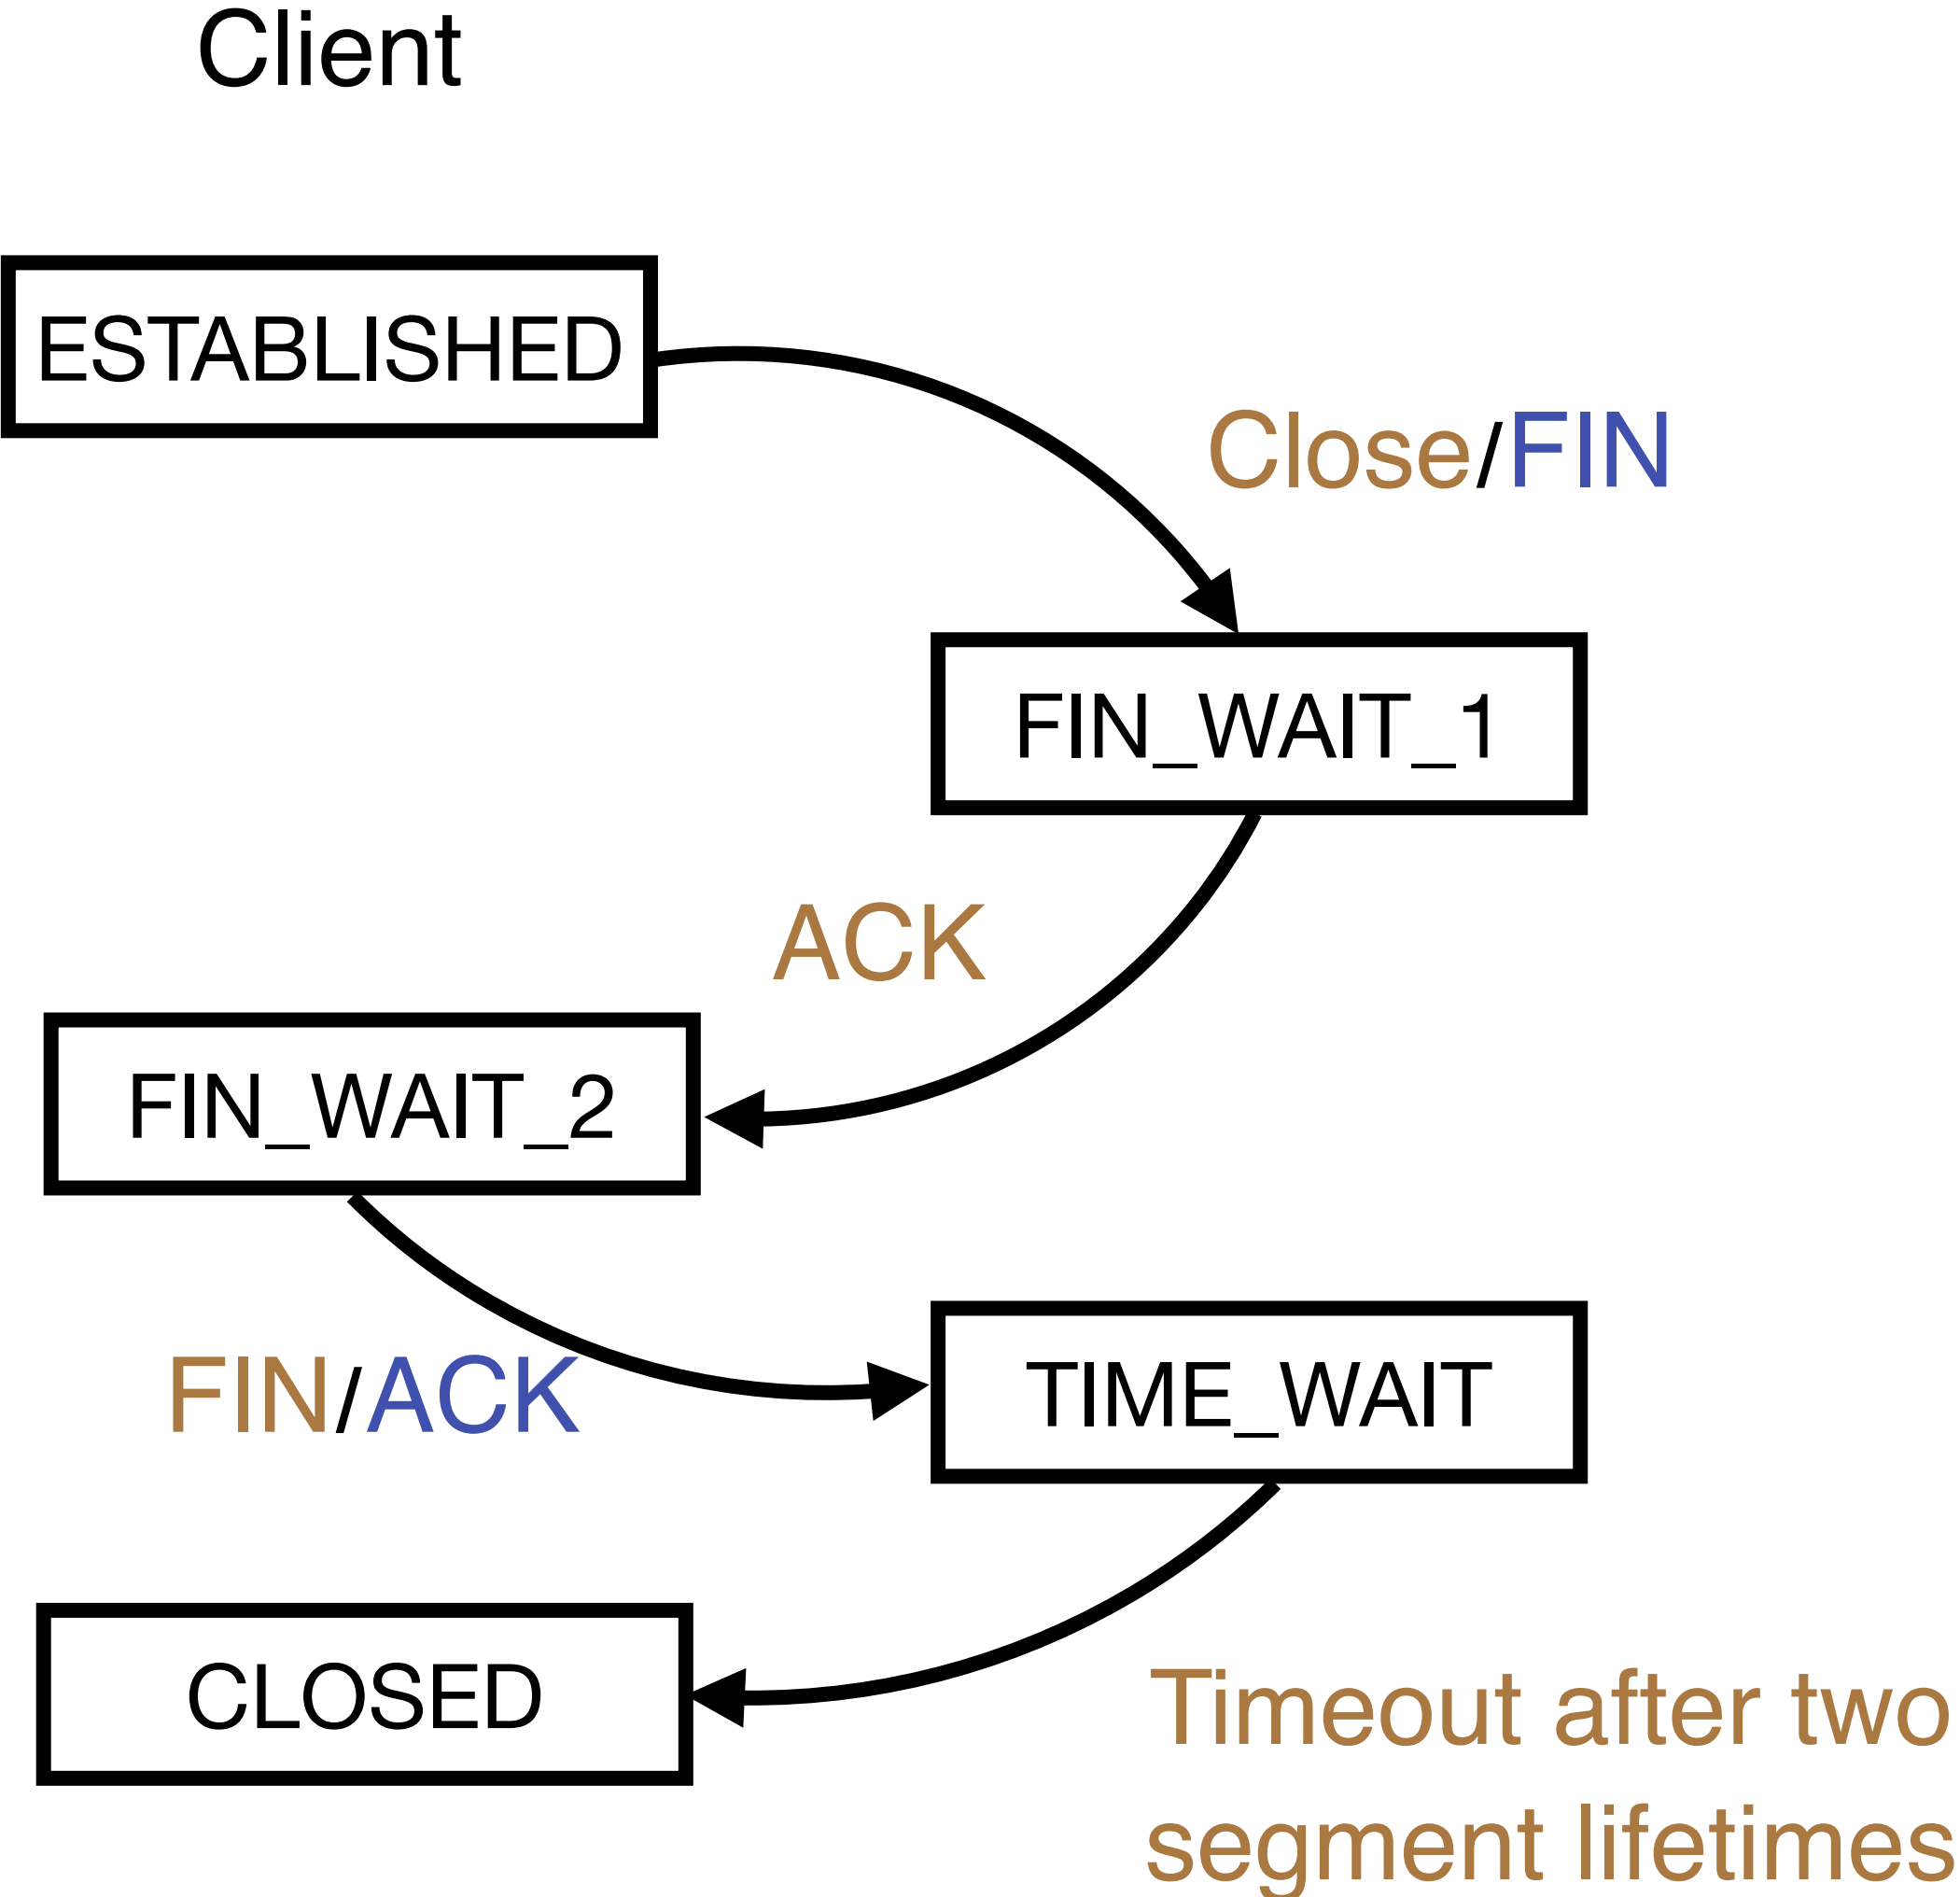 Client
ESTABLISHED
Close/FIN
FIN_WAIT_1
ACK
FIN_WAIT_2
FIN/ACK
TIME_WAIT
CLOSED
Timeout after two
segment lifetimes